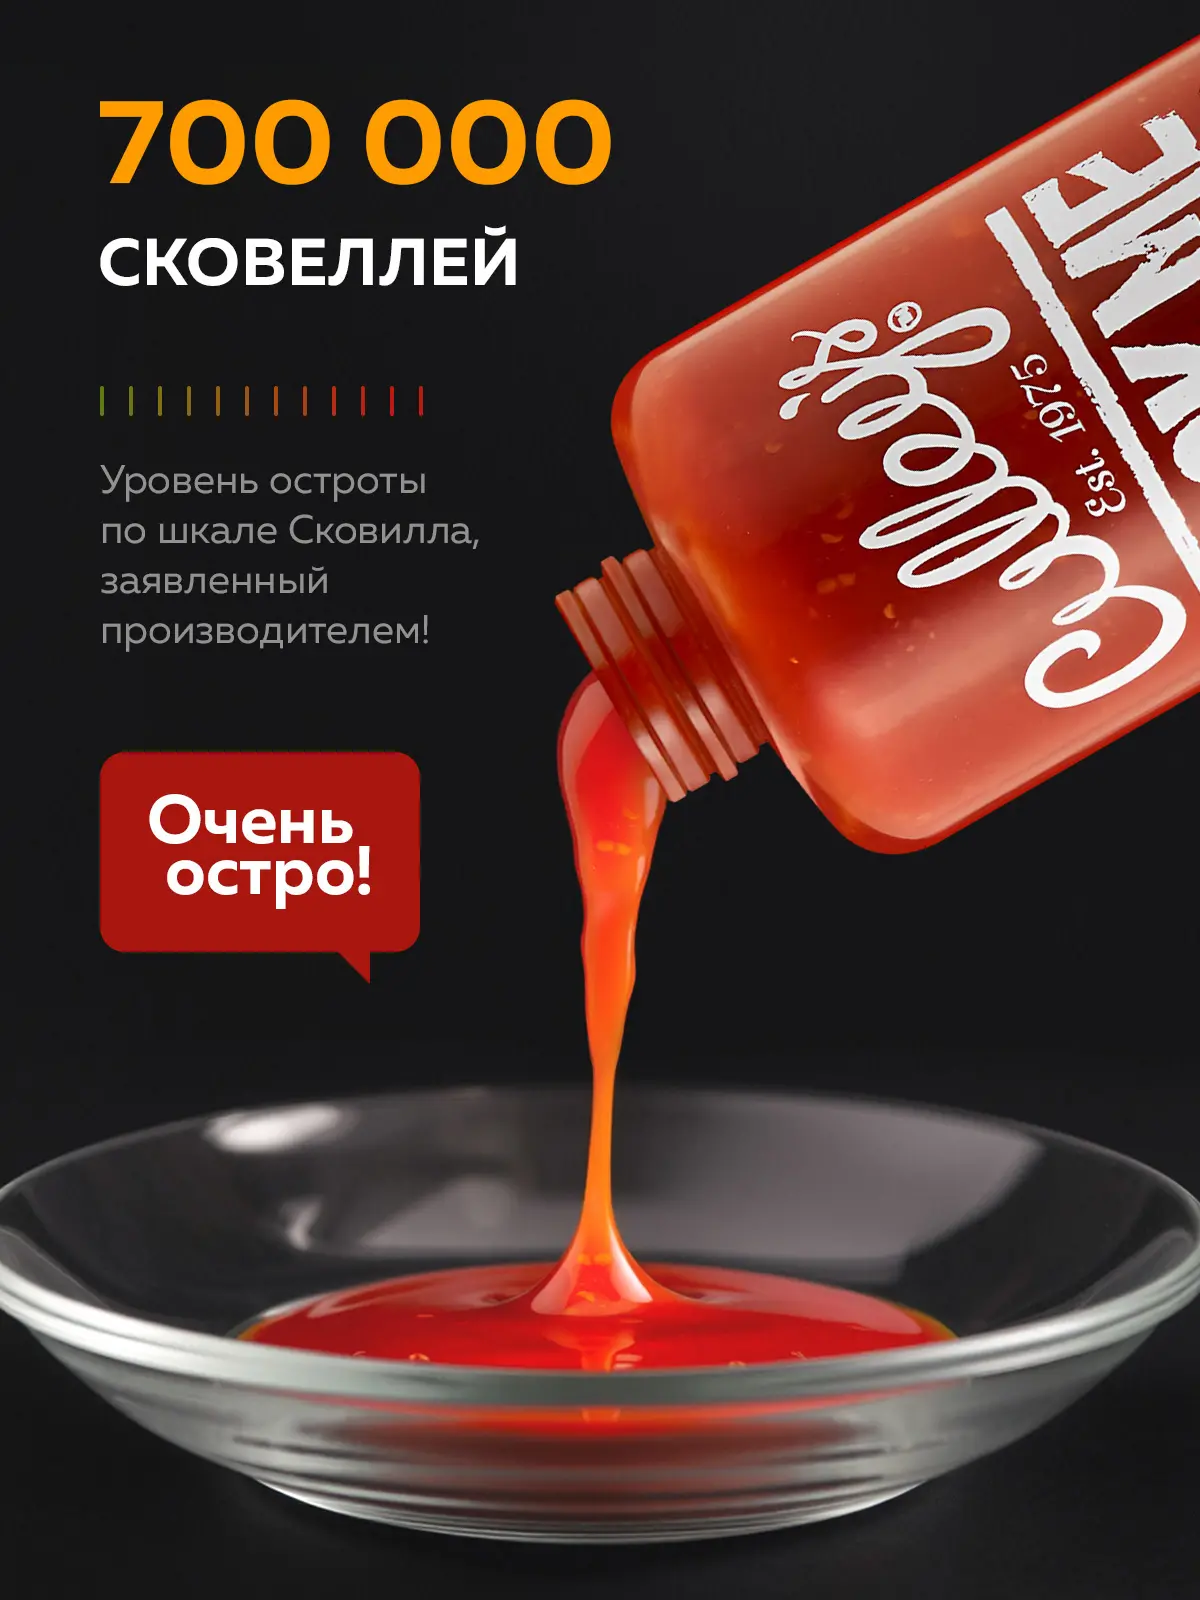 700 000
СКОВЕЛЛЕЙ
Уровень остроты
по шкале Сковилла,
заявленный
производителем!
Очень
остро!
Est. 1975